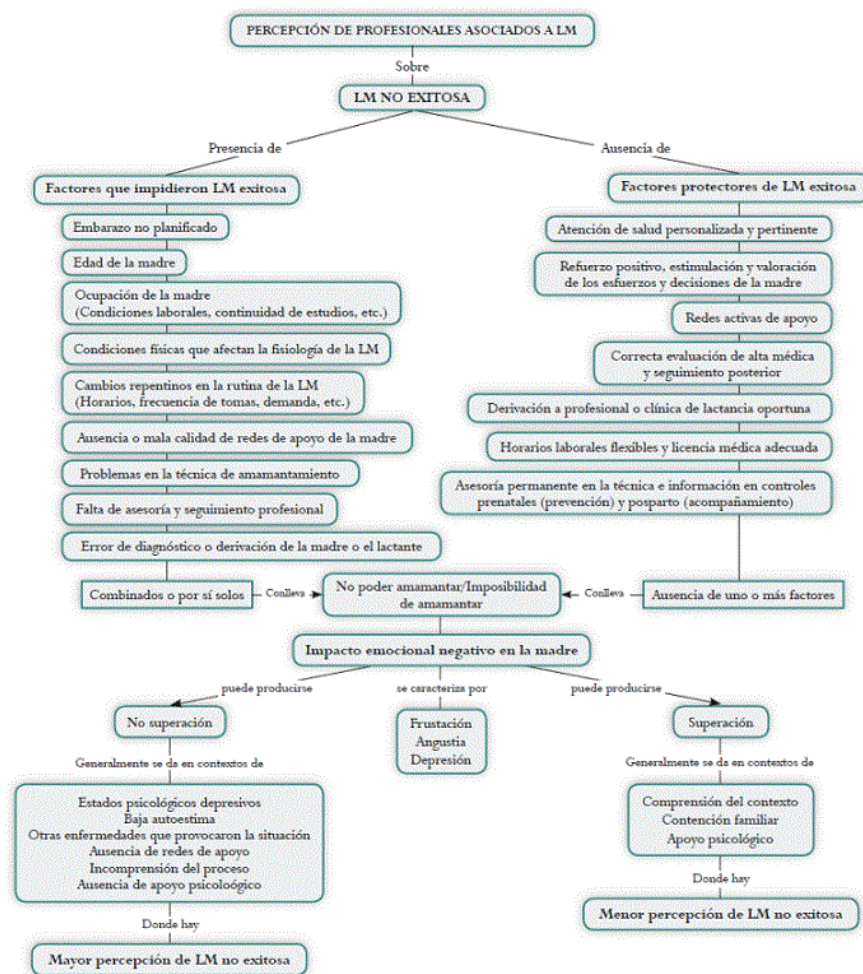 PERCEPCIÓN DE PROFESIONALES ASOCIADOS A LM
Sobre
LM NO EXITOSA
Presencia de
Ausencia de
Factores que impidieron LM exitosa
Embarazo no planificado
Edad de la madre
Ocupación de la madre
(Condiciones laborales, continuidad de estudios, etc.)
Condiciones físicas que afectan la fisiología de la LM
Cambios repentinos en la rutina de la LM
(Horarios, frecuencia de tomas, demanda, etc.)
Ausencia o mala calidad de redes de apoyo de la madre
Problemas en la técnica de amamantamiento
Falta de asesoría y seguimiento profesional
Error de diagnóstico o derivación de la madre o el lactante
Combinados o por sí solos
Conlleva
Factores protectores de LM exitosa
Atención de salud personalizada y pertinente
Refuerzo positivo, estimulación y valoración
de los esfuerzos y decisiones de la madre
Redes activas de apoyo
Correcta evaluación de alta médica
y seguimiento posterior
Derivación a profesional o clínica de lactancia oportuna
Horarios laborales flexibles y licencia médica adecuada
Asesoría permanente en la técnica e información en controles
prenatales (prevención) y posparto (acompañamiento)
Ausencia de uno o más factores
Conlleva
No poder amamantar/Imposibilidad
de amamantar
Impacto emocional negativo en la madre
puede producirse
se caracteriza por
puede producirse
No superación
Generalmente se da en contextos de
Estados psicológicos depresivos
Baja autoestima
Otras enfermedades que provocaron la situación
Ausencia de redes de apoyo
Incomprensión del proceso
Ausencia de apoyo psicoloógico
Donde hay
Mayor percepción de LM no exitosa
Frustación
Angustia
Depresión
Superación
Generalmente se da en contextos de
Comprensión del contexto
Contención familiar
Apoyo psicológico
Donde hay
Menor percepción de LM no exitosa